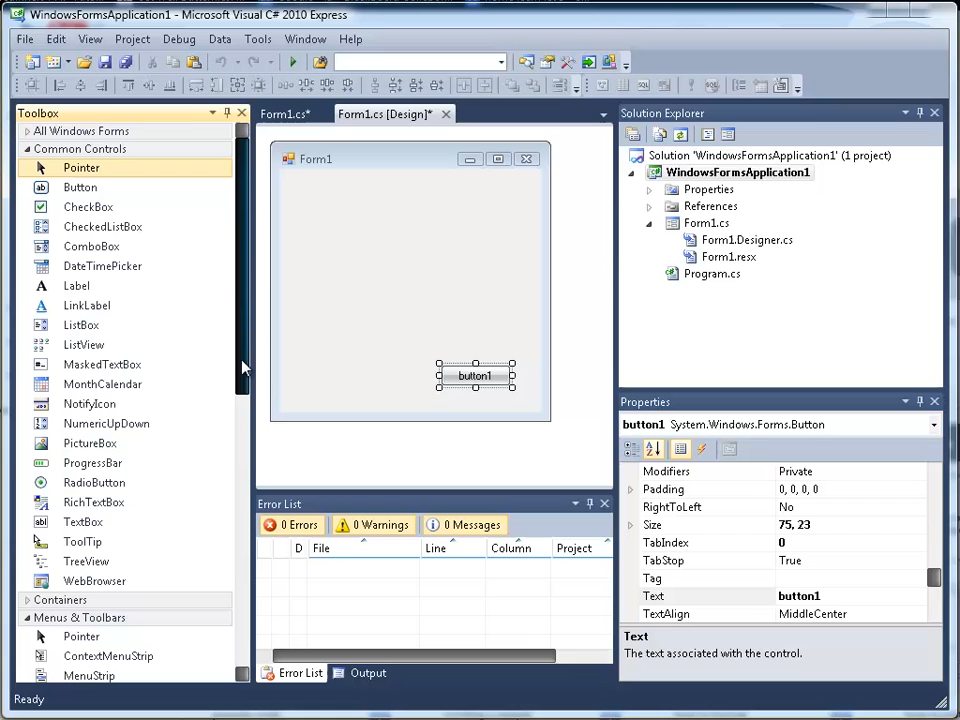 WindowsFormsApplication1 - Microsoft Visual C# 2010 Express
File Edit View Project Debug Data Tools Window Help
Toolbox
All Windows Forms
Common Controls
Pointer
Button
CheckBox
CheckedListBox
ComboBox
DateTimePicker
Label
LinkLabel
ListBox
ListView
MaskedTextBox
MonthCalendar
NotifyIcon
NumericUpDown
PictureBox
ProgressBar
RadioButton
RichTextBox
TextBox
ToolTip
TreeView
WebBrowser
Containers
Menus & Toolbars
Pointer
ContextMenuStrip
MenuStrip
Form1.cs* Form1.cs [Design]*
Form1
button1
Error List
0 Errors 0 Warnings 0 Messages
D File Line Column Project
Error List Output
Solution Explorer
Solution 'WindowsFormsApplication1' (1 project)
WindowsFormsApplication1
Properties
References
Form1.cs
Form1.Designer.cs
Form1.resx
Program.cs
Properties
button1 System.Windows.Forms.Button
Modifiers Private
Padding 0, 0, 0, 0
RightToLeft No
Size 75, 23
TabIndex 0
TabStop True
Tag
Text button1
TextAlign MiddleCenter
Text
The text associated with the control.
Ready